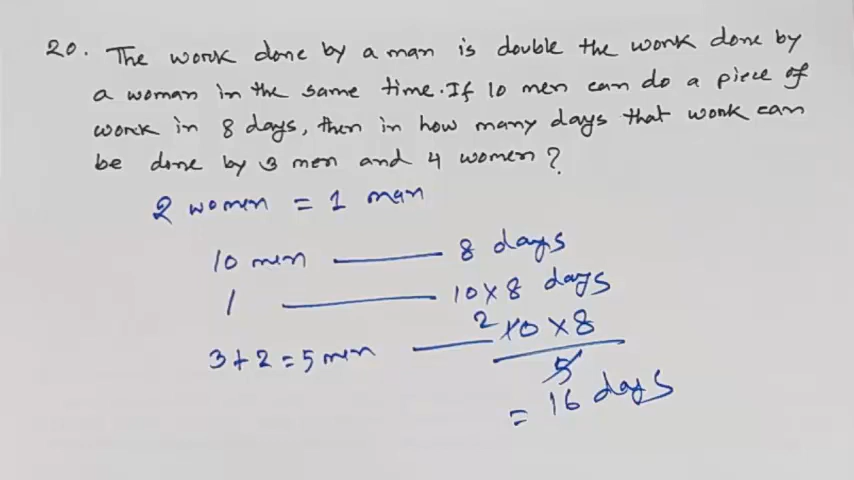 20. The work done by a man is double the work done by
a woman in the same time. If 10 men can do a piece of
work in 8 days, then in how many days that work can
be done by 3 men and 4 women?
2 women = 1 man
10 men — 8 days
1 — 10×8 days
3+2=5 men — 2 10×8
5
= 16 days